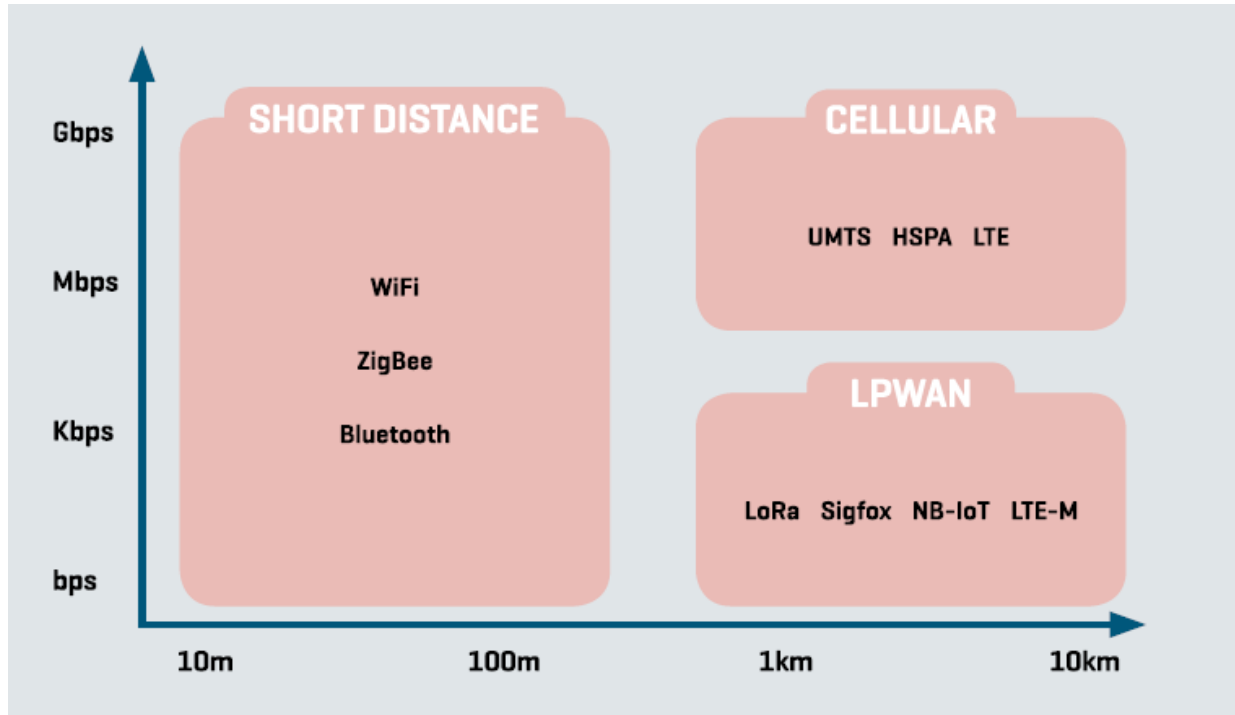 SHORT DISTANCE
CELLULAR
Gbps
UMTS HSPA LTE
Mbps
WiFi
ZigBee
LPWAN
Kbps
Bluetooth
LoRa Sigfox NB-IoT LTE-M
bps
10m 100m 1km 10km